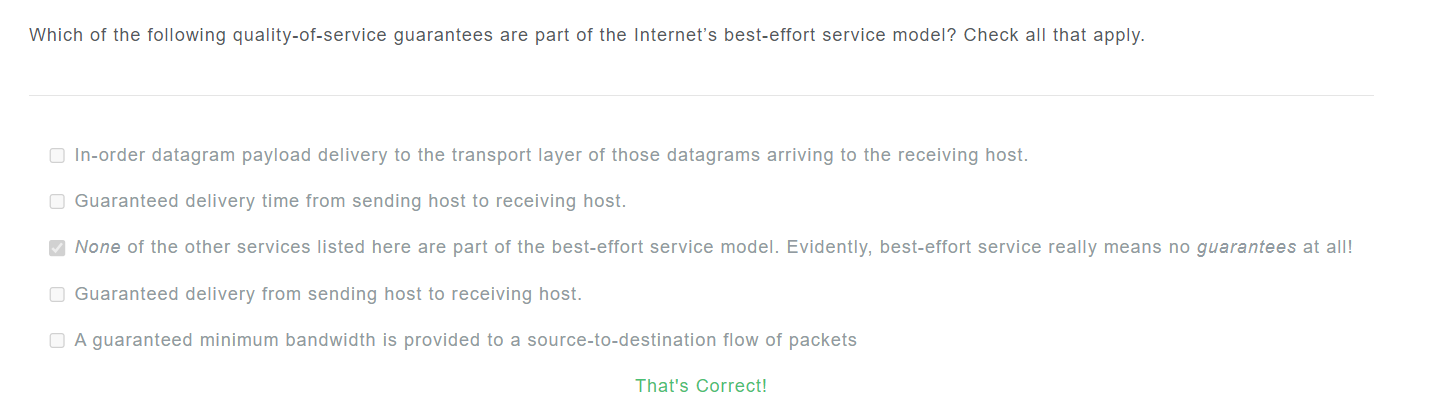 Which of the following quality-of-service guarantees are part of the Internet’s best-effort service model? Check all that apply.
In-order datagram payload delivery to the transport layer of those datagrams arriving to the receiving host.
Guaranteed delivery time from sending host to receiving host.
None of the other services listed here are part of the best-effort service model. Evidently, best-effort service really means no guarantees at all!
Guaranteed delivery from sending host to receiving host.
A guaranteed minimum bandwidth is provided to a source-to-destination flow of packets
That's Correct!